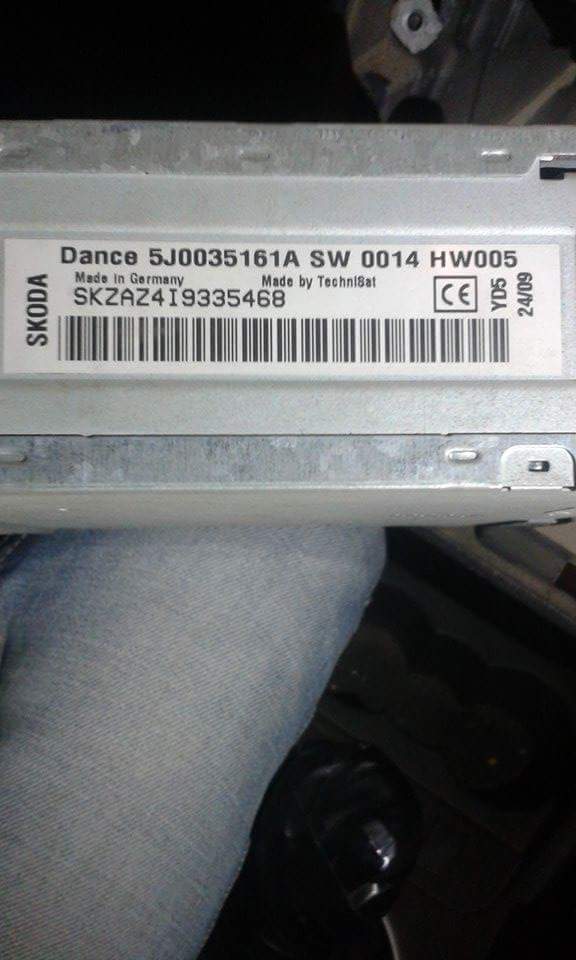 Dance 5J0035161A SW 0014 HW005
Made in Germany Made by TechniSat
SKZAZ4I9335468
SKODA
CE
YD5
24/09